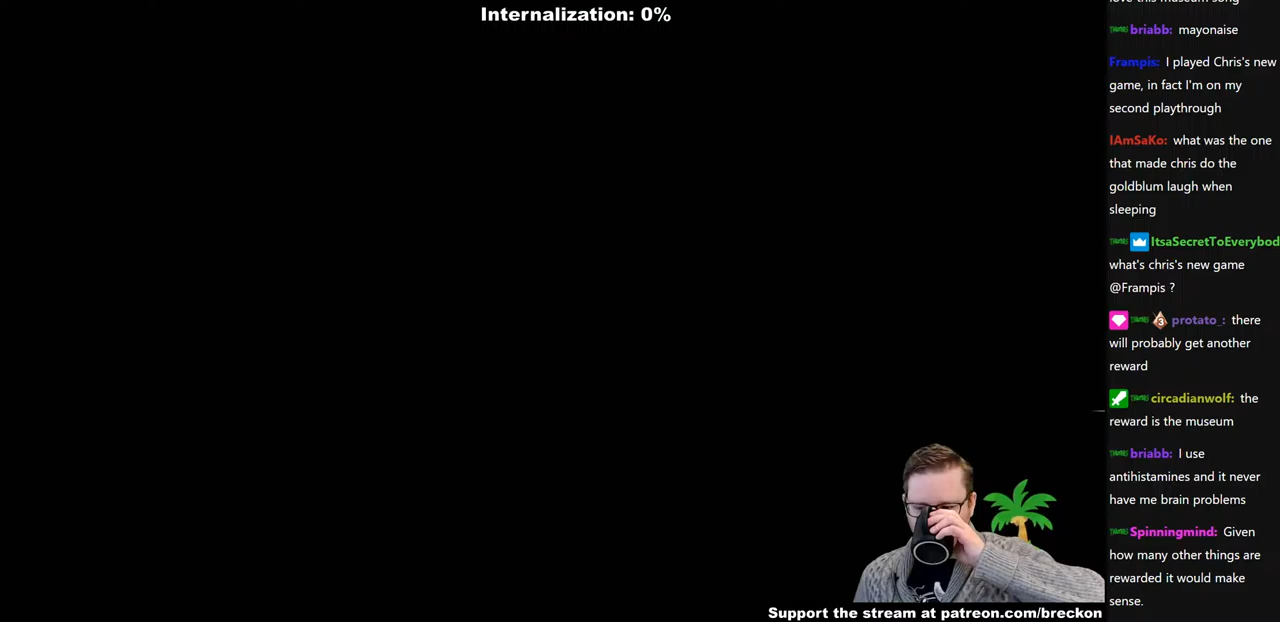 Internalization: 0%
love this museum song
briabb: mayonaise
Frampis: I played Chris's new
game, in fact I'm on my
second playthrough
IAmSaKo: what was the one
that made chris do the
goldblum laugh when
sleeping
ItsaSecretToEverybod
what's chris's new game
@Frampis ?
protato_: there
will probably get another
reward
circadianwolf: the
reward is the museum
briabb: I use
antihistamines and it never
have me brain problems
Spinningmind: Given
how many other things are
rewarded it would make
sense.
Support the stream at patreon.com/breckon